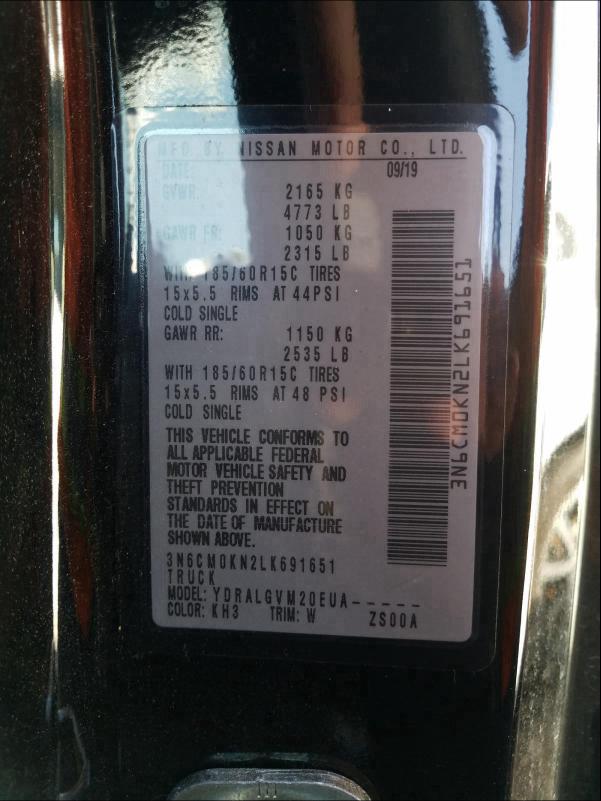 MFD BY NISSAN MOTOR CO., LTD.
DATE: 09/19
GVWR: 2165 KG
4773 LB
GAWR FR: 1050 KG
2315 LB
WITH 185/60R15C TIRES
15x5.5 RIMS AT 44PSI
COLD SINGLE
GAWR RR: 1150 KG
2535 LB
WITH 185/60R15C TIRES
15x5.5 RIMS AT 48 PSI
COLD SINGLE
THIS VEHICLE CONFORMS TO
ALL APPLICABLE FEDERAL
MOTOR VEHICLE SAFETY AND
THEFT PREVENTION
STANDARDS IN EFFECT ON
THE DATE OF MANUFACTURE
SHOWN ABOVE.
3N6CM0KN2LK691651
TRUCK
MODEL: YDRALGVM20EUA-----
COLOR: KH3 TRIM: W ZS00A
3N6CM0KN2LK691651